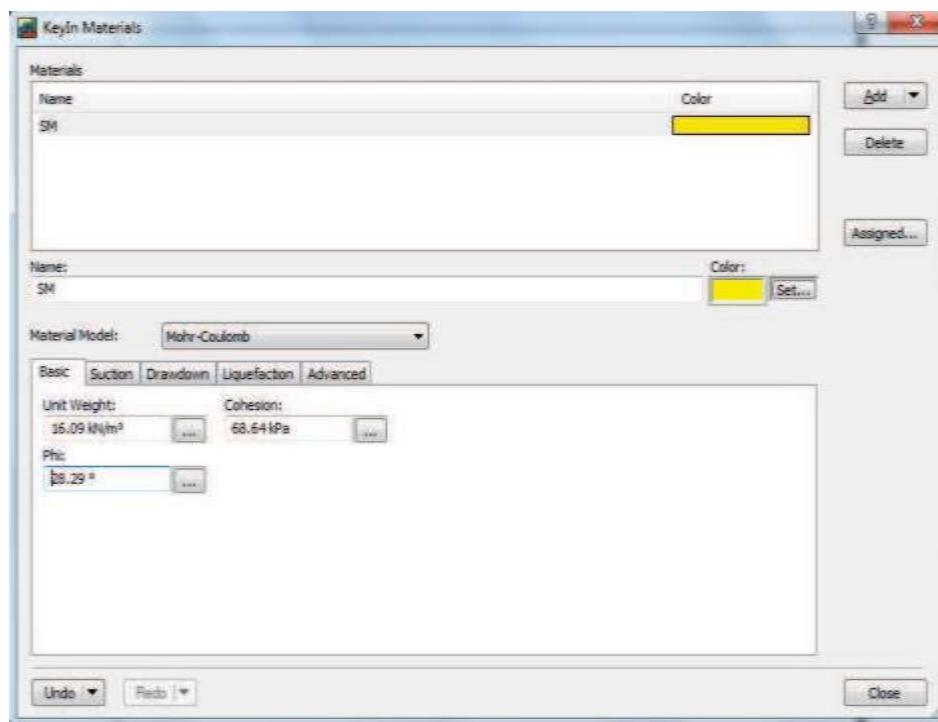 KeyIn Materials
Materials
Name Color
SM
Add
Delete
Assigned...
Name: Color:
SM Set...
Material Model: Mohr-Coulomb
Basic Suction Drawdown Liquefaction Advanced
Unit Weight: Cohesion:
16.09 kN/m³ ... 68.64 kPa ...
Phi:
28.29 ° ...
Undo Redo Close